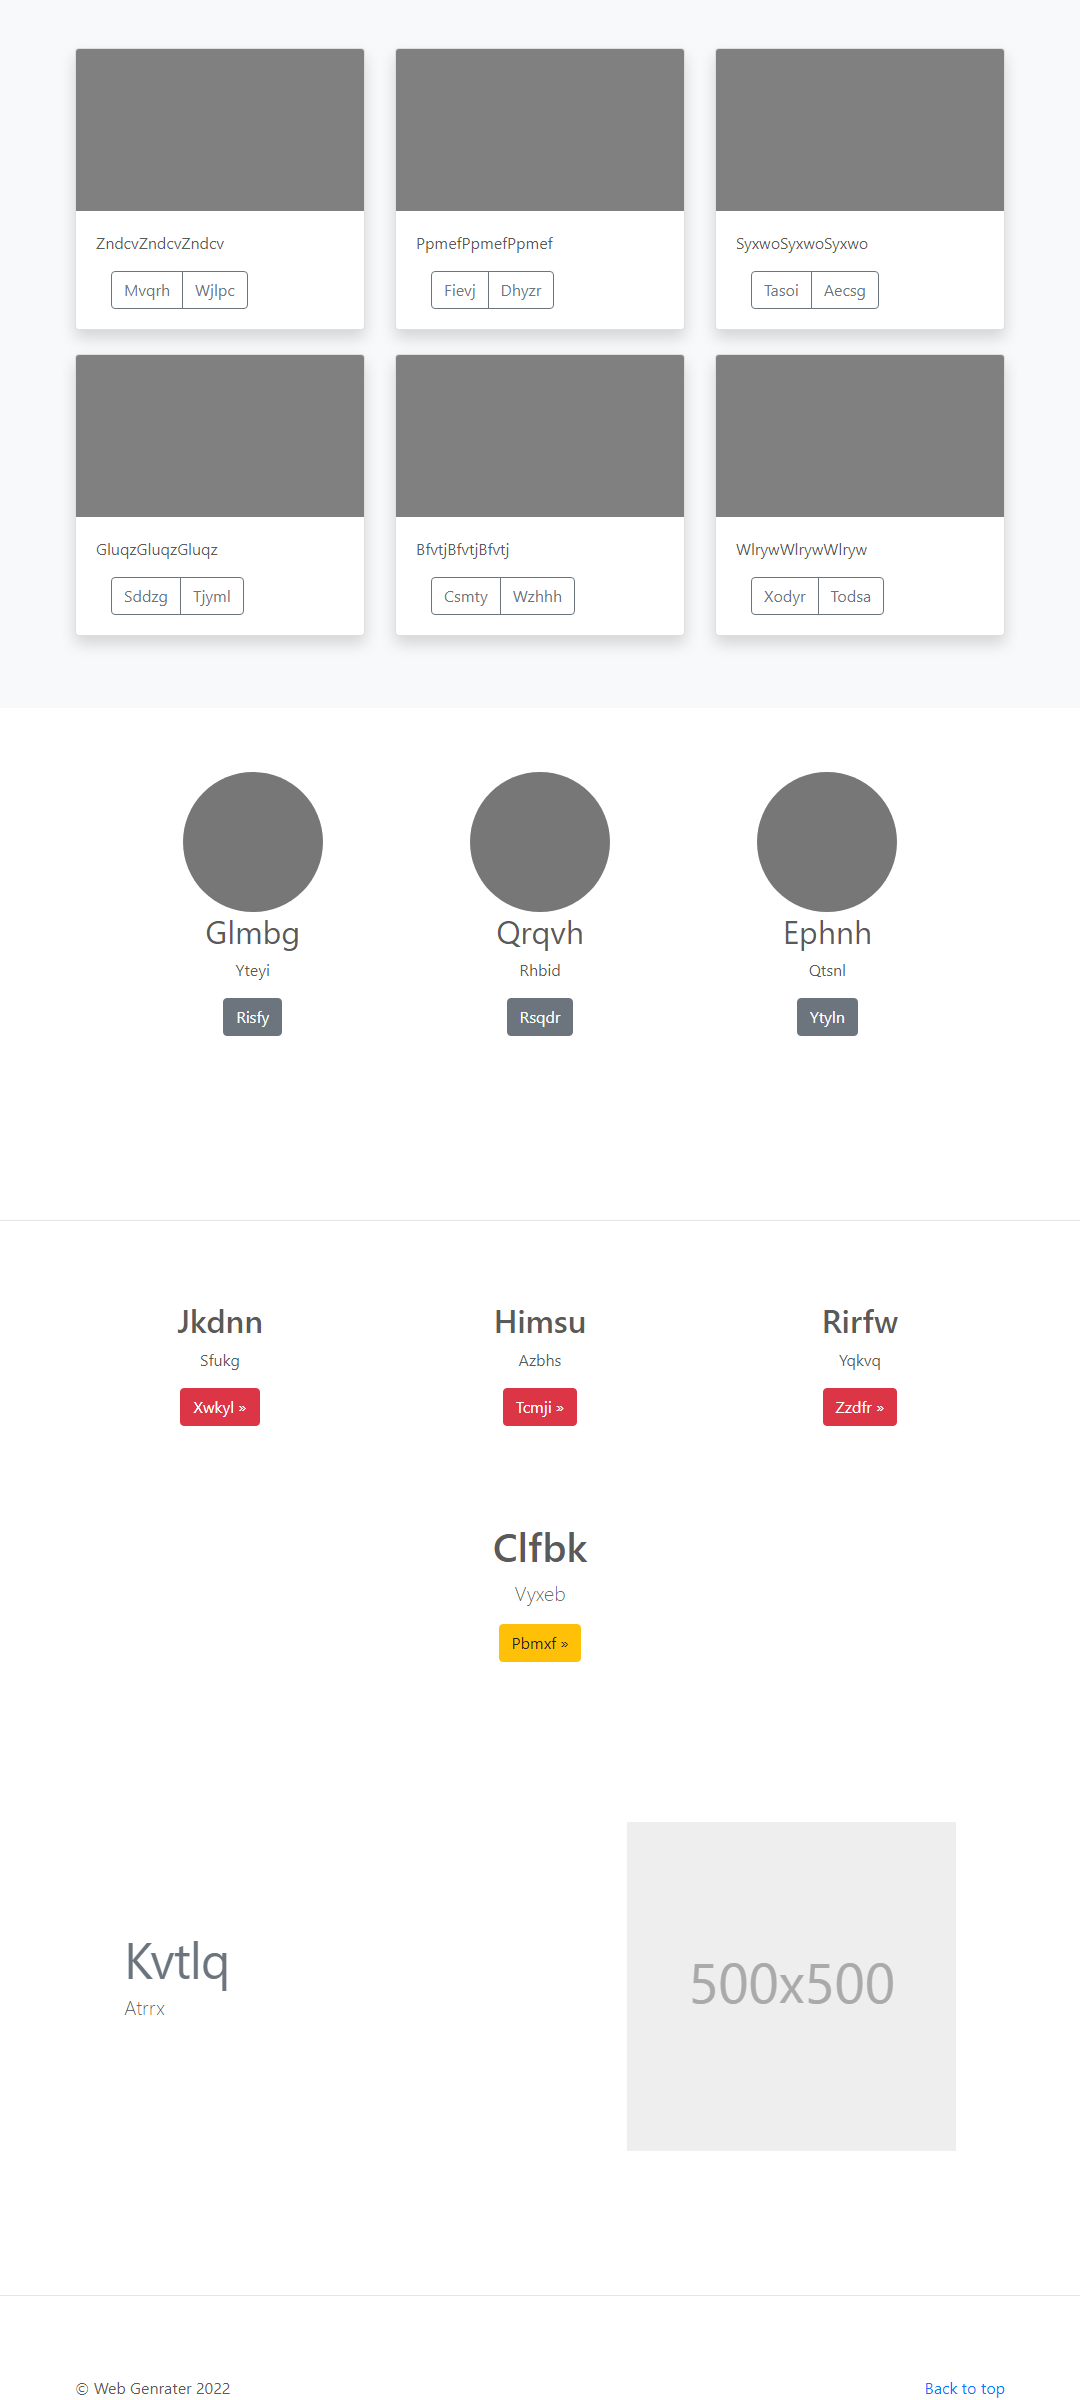 ZndcvZndcvZndcv
PpmefPpmefPpmef
SyxwoSyxwoSyxwo
Mvqrh Wjlpc
Fievj Dhyzr
Tasoi Aecsg
GluqzGluqzGluqz
BfvtjBfvtjBfvtj
WlrywWlrywWlryw
Sddzg Tjyml
Csmty Wzhhh
Xodyr Todsa
Glmbg
Qrqvh
Ephnh
Yteyi
Rhbid
Qtsnl
Risfy
Rsqdr
Ytyln
Jkdnn
Himsu
Rirfw
Sfukg
Azbhs
Yqkvq
Xwkyl »
Tcmji »
Zzdfr »
Clfbk
Vyxeb
Pbmxf »
Kvtlq
Atrrx
500x500
© Web Genrater 2022
Back to top